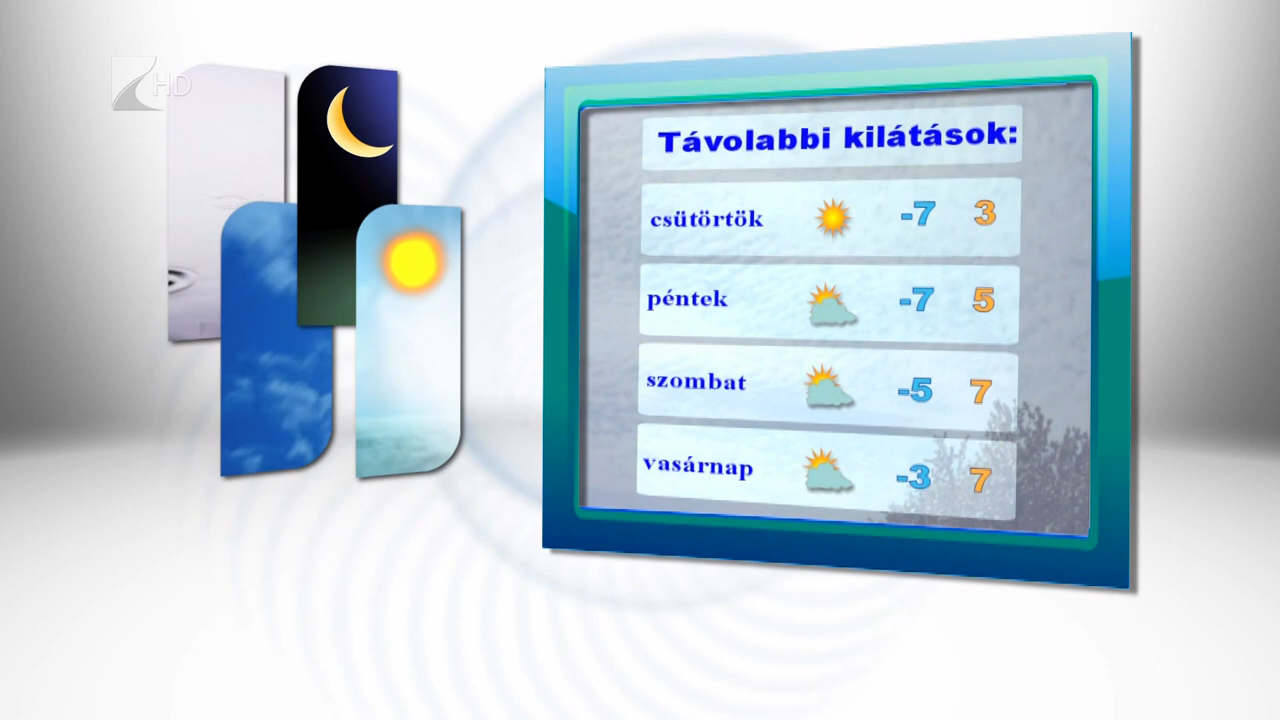 HD
Távolabbi kilátások:
csütörtök -7 3
péntek -7 5
szombat -5 7
vasárnap -3 7